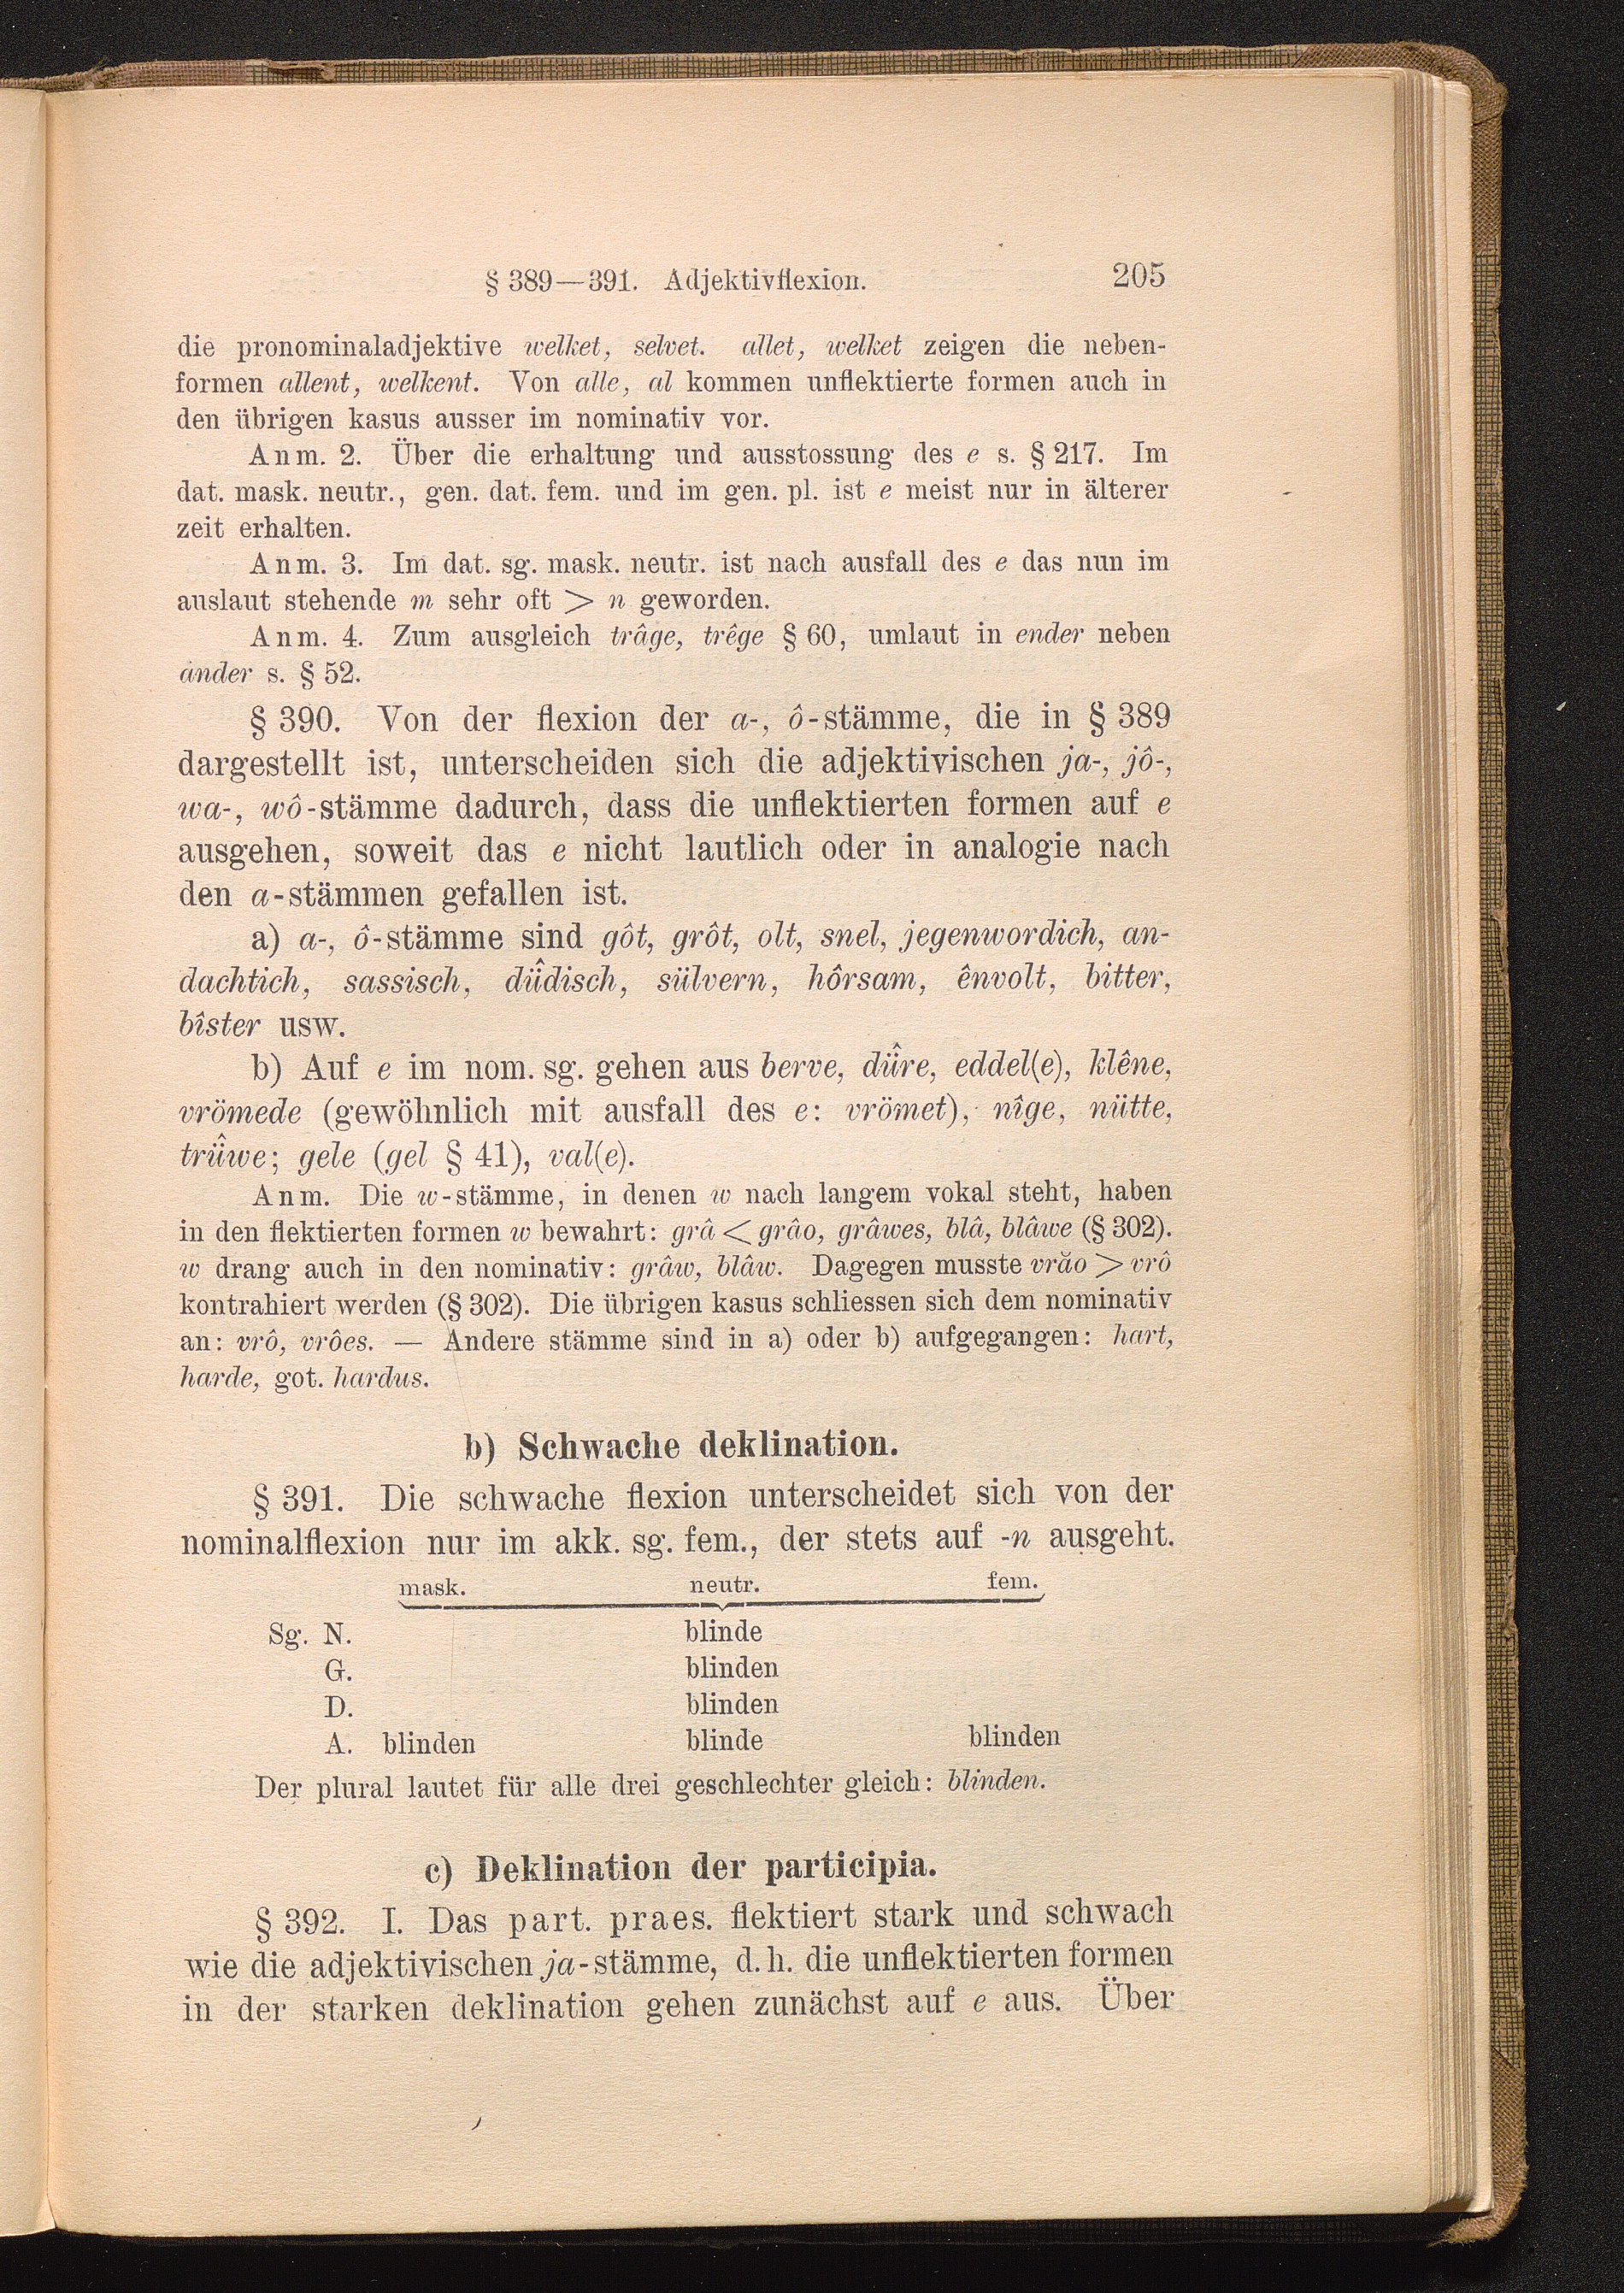 § 389—391. Adjektivflexion. 205
die pronominaladjektive welket, selvet. allet, welket zeigen die neben-
formen allent, welkent. Von alle, al kommen unflektierte formen auch in
den übrigen kasus ausser im nominativ vor.
Anm. 2. Über die erhaltung und ausstossung des e s. § 217. Im
dat. mask. neutr., gen. dat. fem. und im gen. pl. ist e meist nur in älterer
zeit erhalten.
Anm. 3. Im dat. sg. mask. neutr. ist nach ausfall des e das nun im
auslaut stehende m sehr oft > n geworden.
Anm. 4. Zum ausgleich trâge, trêge § 60, umlaut in ender neben
ander s. § 52.
§ 390. Von der flexion der a-, ô-stämme, die in § 389
dargestellt ist, unterscheiden sich die adjektivischen ja-, jô-,
wa-, wô-stämme dadurch, dass die unflektierten formen auf e
ausgehen, soweit das e nicht lautlich oder in analogie nach
den a-stämmen gefallen ist.
a) a-, ô-stämme sind gôt, grôt, olt, snel, jegenwordich, an-
dachtich, sassisch, dü̂disch, sülvern, hôrsam, ênvolt, bitter,
bîster usw.
b) Auf e im nom. sg. gehen aus berve, dü̂re, eddel(e), klêne,
vrömede (gewöhnlich mit ausfall des e: vrömet), nîge, nütte,
trü̂we; gele (gel § 41), val(e).
Anm. Die w-stämme, in denen w nach langem vokal steht, haben
in den flektierten formen w bewahrt: grâ < grâo, grâwes, blâ, blâwe (§ 302).
w drang auch in den nominativ: grâw, blâw. Dagegen musste vrăo > vrô
kontrahiert werden (§ 302). Die übrigen kasus schliessen sich dem nominativ
an: vrô, vrôes. — Andere stämme sind in a) oder b) aufgegangen: hart,
harde, got. hardus.
b) Schwache deklination.
§ 391. Die schwache flexion unterscheidet sich von der
nominalflexion nur im akk. sg. fem., der stets auf -n ausgeht.
mask. neutr. fem.
Sg. N. blinde
G. blinden
D. blinden
A. blinden blinde blinden
Der plural lautet für alle drei geschlechter gleich: blinden.
c) Deklination der participia.
§ 392. I. Das part. praes. flektiert stark und schwach
wie die adjektivischen ja-stämme, d. h. die unflektierten formen
in der starken deklination gehen zunächst auf e aus. Über